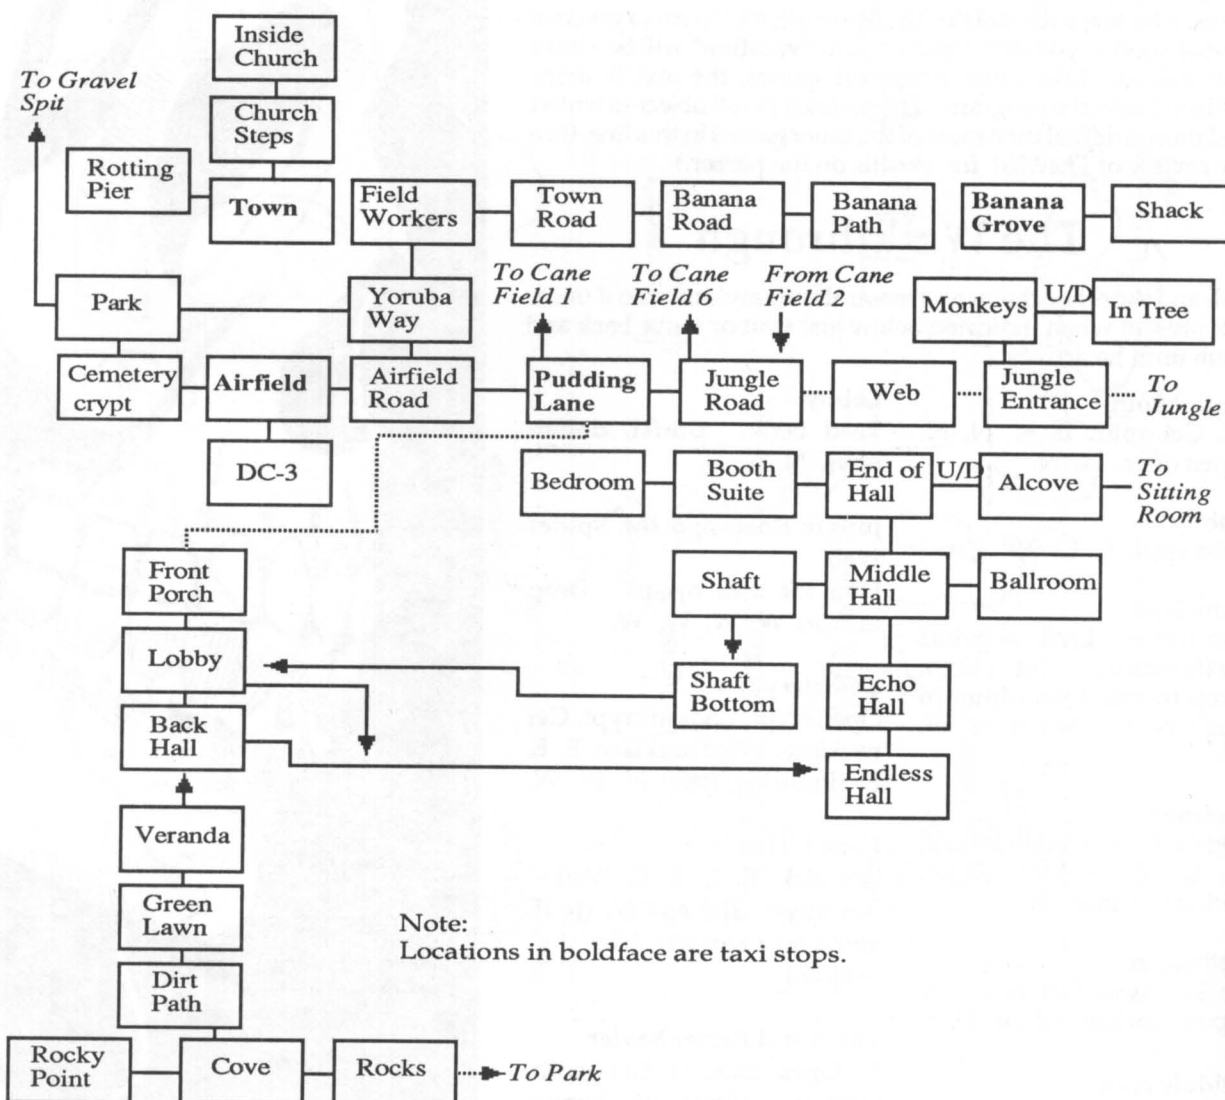 Inside
Church
To Gravel
Spit
Church
Steps
Rotting
Pier
Town
Field
Workers
Town
Road
Banana
Road
Banana
Path
Banana
Grove
Shack
To Cane
Field 1
To Cane
Field 6
From Cane
Field 2
Park
Yoruba
Way
Monkeys
U/D
In Tree
Cemetery
crypt
Airfield
Airfield
Road
Pudding
Lane
Jungle
Road
Web
Jungle
Entrance
To
Jungle
DC-3
Bedroom
Booth
Suite
End of
Hall
U/D
Alcove
To
Sitting
Room
Front
Porch
Shaft
Middle
Hall
Ballroom
Lobby
Shaft
Bottom
Echo
Hall
Back
Hall
Endless
Hall
Veranda
Green
Lawn
Note:
Locations in boldface are taxi stops.
Dirt
Path
Rocky
Point
Cove
Rocks
To Park